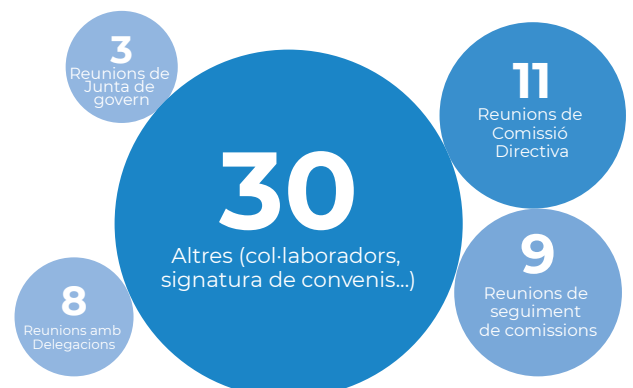 3
Reunions de
Junta de
govern
11
Reunions de
Comissió
Directiva
30
Altres (col·laboradors,
signatura de convenis...)
9
Reunions de
seguiment
de comissions
8
Reunions amb
Delegacions